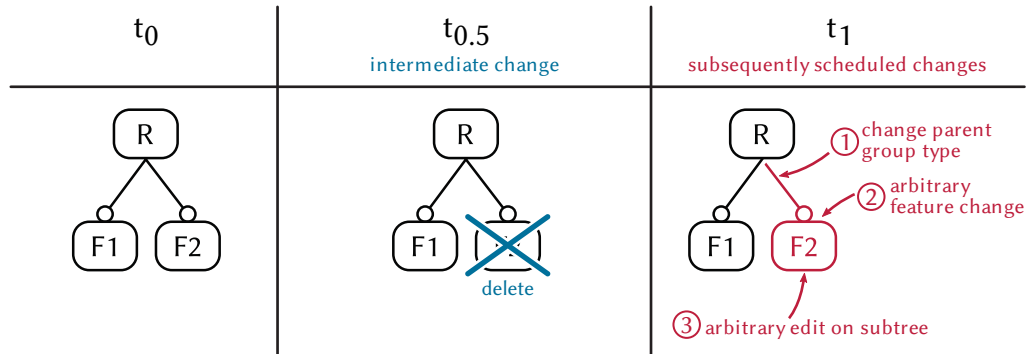 t0
t0.5
intermediate change
t1
subsequently scheduled changes
R
F1
F2
R
F1
delete
R
F1
F2
1 change parent
group type
2 arbitrary
feature change
3 arbitrary edit on subtree